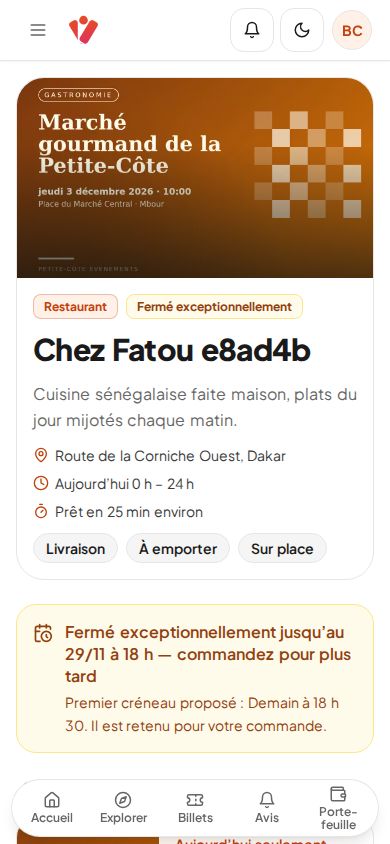 BC
GASTRONOMIE
Marché
gourmand de la
Petite-Côte
jeudi 3 décembre 2026 · 10:00
Place du Marché Central · Mbour
PETITE-CÔTE ÉVÉNEMENTS
Restaurant
Fermé exceptionnellement
Chez Fatou e8ad4b
Cuisine sénégalaise faite maison, plats du
jour mijotés chaque matin.
Route de la Corniche Ouest, Dakar
Aujourd’hui 0 h – 24 h
Prêt en 25 min environ
Livraison
À emporter
Sur place
Fermé exceptionnellement jusqu’au
29/11 à 18 h — commandez pour plus
tard
Premier créneau proposé : Demain à 18 h
30. Il est retenu pour votre commande.
Accueil
Explorer
Billets
Avis
Porte-
feuille
Aujourd’hui seulement